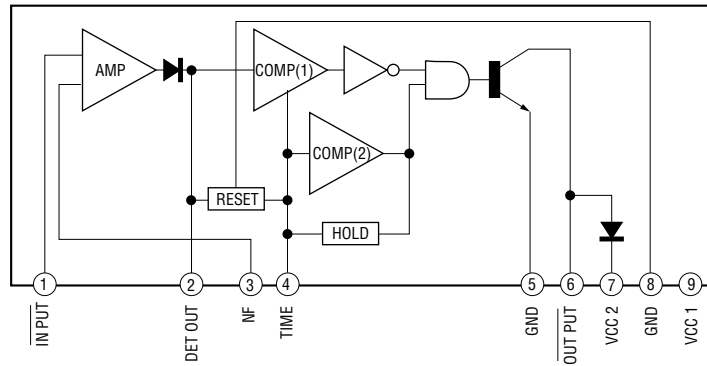 AMP
COMP(1)
COMP(2)
RESET
HOLD
1
2
3
4
5
6
7
8
9
IN PUT
DET OUT
NF
TIME
GND
OUT PUT
VCC 2
GND
VCC 1